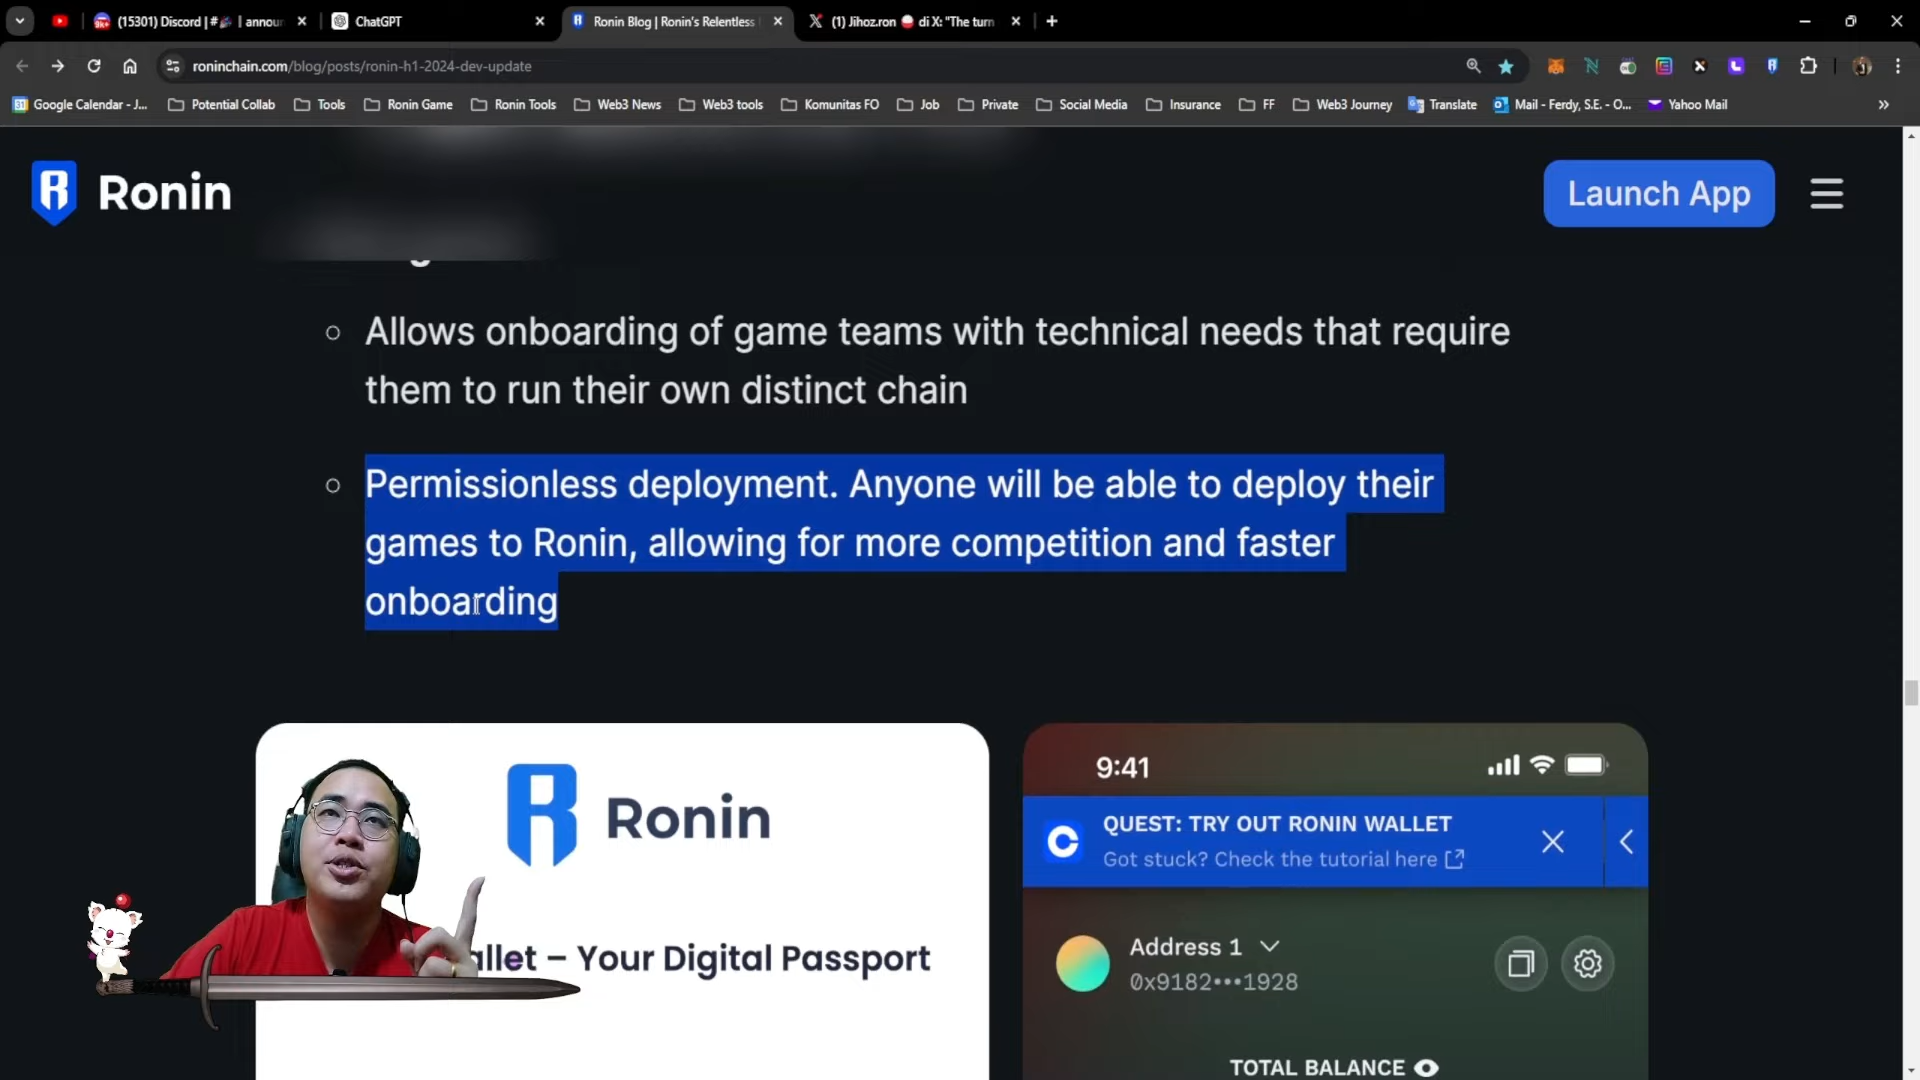 (15301) Discord | # | annour
ChatGPT
Ronin Blog | Ronin's Relentless
(1) Jihoz.ron di X: "The turn
roninchain.com/blog/posts/ronin-h1-2024-dev-update
Google Calendar - J...
Potential Collab
Tools
Ronin Game
Ronin Tools
Web3 News
Web3 tools
Komunitas FO
Job
Private
Social Media
Insurance
FF
Web3 Journey
Translate
Mail - Ferdy, S.E. - O...
Yahoo Mail
Ronin
Launch App
Allows onboarding of game teams with technical needs that require
them to run their own distinct chain
Permissionless deployment. Anyone will be able to deploy their
games to Ronin, allowing for more competition and faster
onboarding
Ronin
allet – Your Digital Passport
9:41
QUEST: TRY OUT RONIN WALLET
Got stuck? Check the tutorial here
Address 1
0x9182•••1928
TOTAL BALANCE